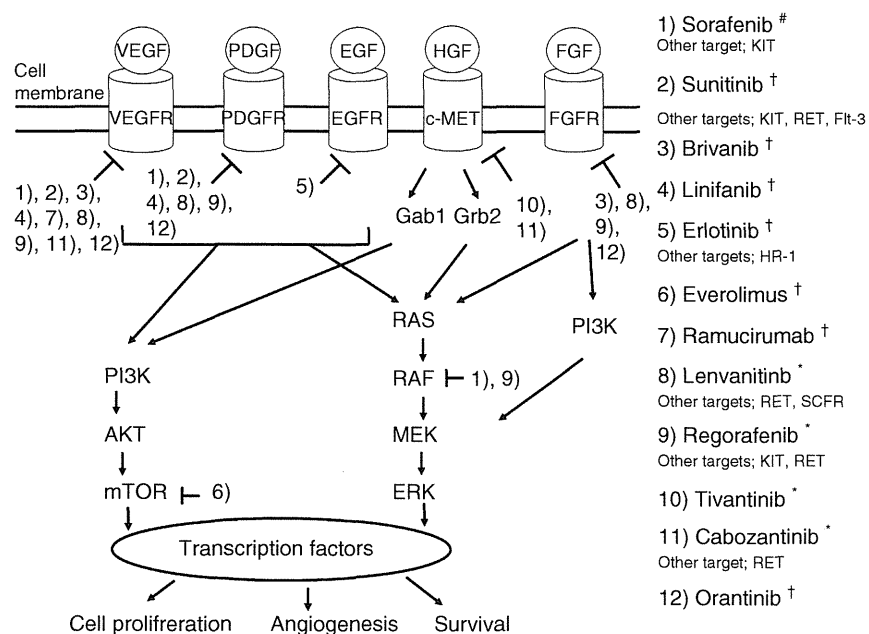 VEGF PDGF EGF HGF FGF
Cell
membrane
VEGFR PDGFR EGFR c-MET FGFR
1), 2), 3),
4), 7), 8),
9), 11), 12)
1), 2),
4), 8), 9),
12)
5)
Gab1 Grb2
10),
11)
3), 8),
9),
12)
RAS
PI3K
PI3K
RAF
1), 9)
AKT
MEK
mTOR
6)
ERK
Transcription factors
Cell prolifreration Angiogenesis Survival
1) Sorafenib #
Other target; KIT
2) Sunitinib †
Other targets; KIT, RET, Flt-3
3) Brivanib †
4) Linifanib †
5) Erlotinib †
Other targets; HR-1
6) Everolimus †
7) Ramucirumab †
8) Lenvanitinb *
Other targets; RET, SCFR
9) Regorafenib *
Other targets; KIT, RET
10) Tivantinib *
11) Cabozantinib *
Other target; RET
12) Orantinib †